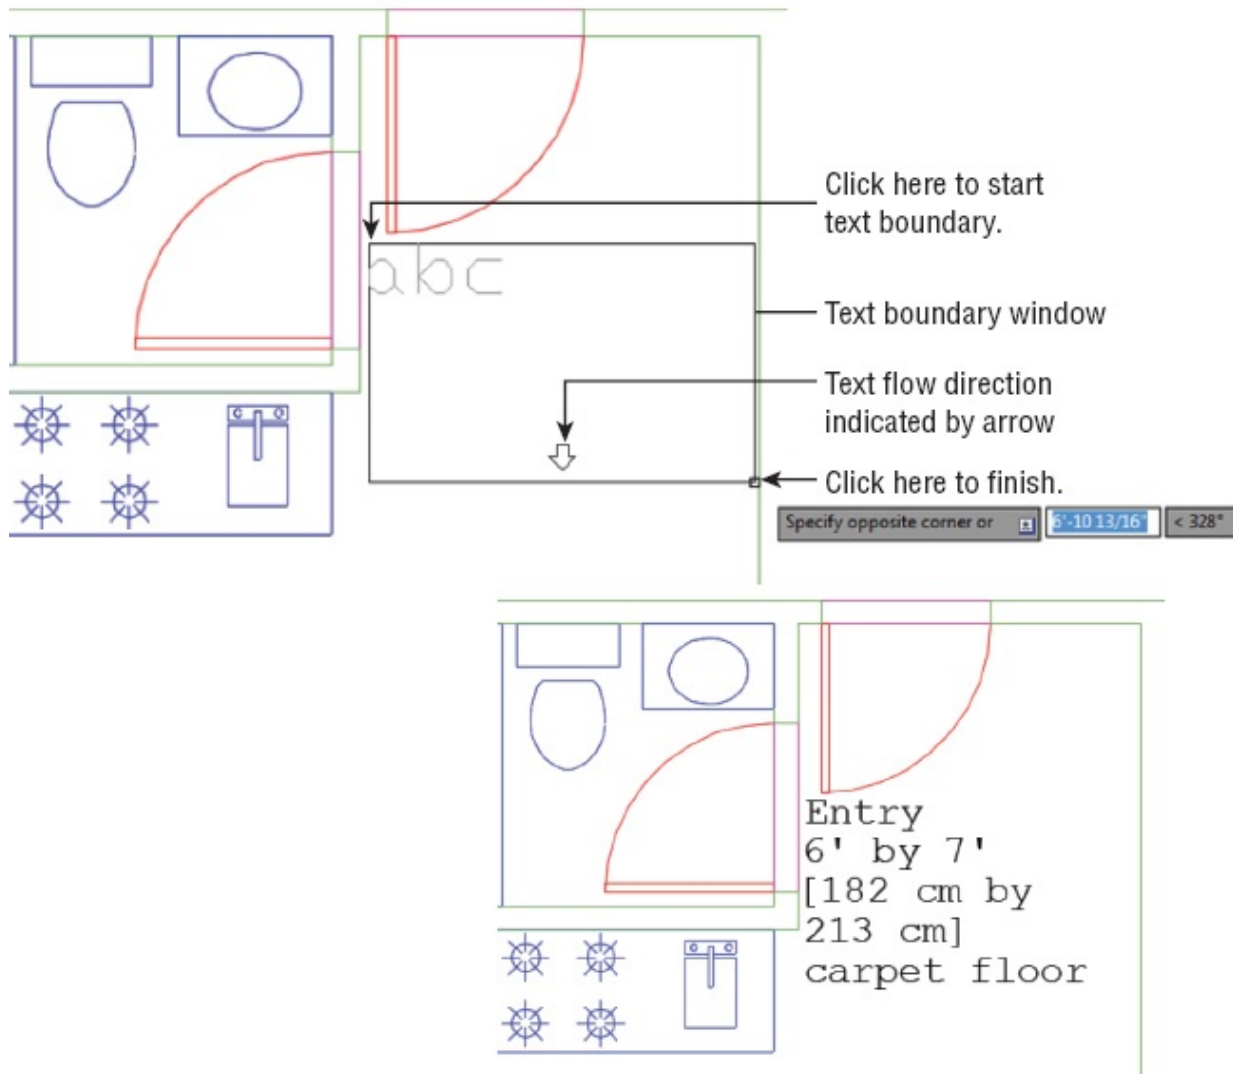 Click here to start
text boundary.
abc
Text boundary window
Text flow direction
indicated by arrow
Click here to finish.
Specify opposite corner or 6'-10 13/16" < 328°
Entry
6' by 7'
[182 cm by
213 cm]
carpet floor